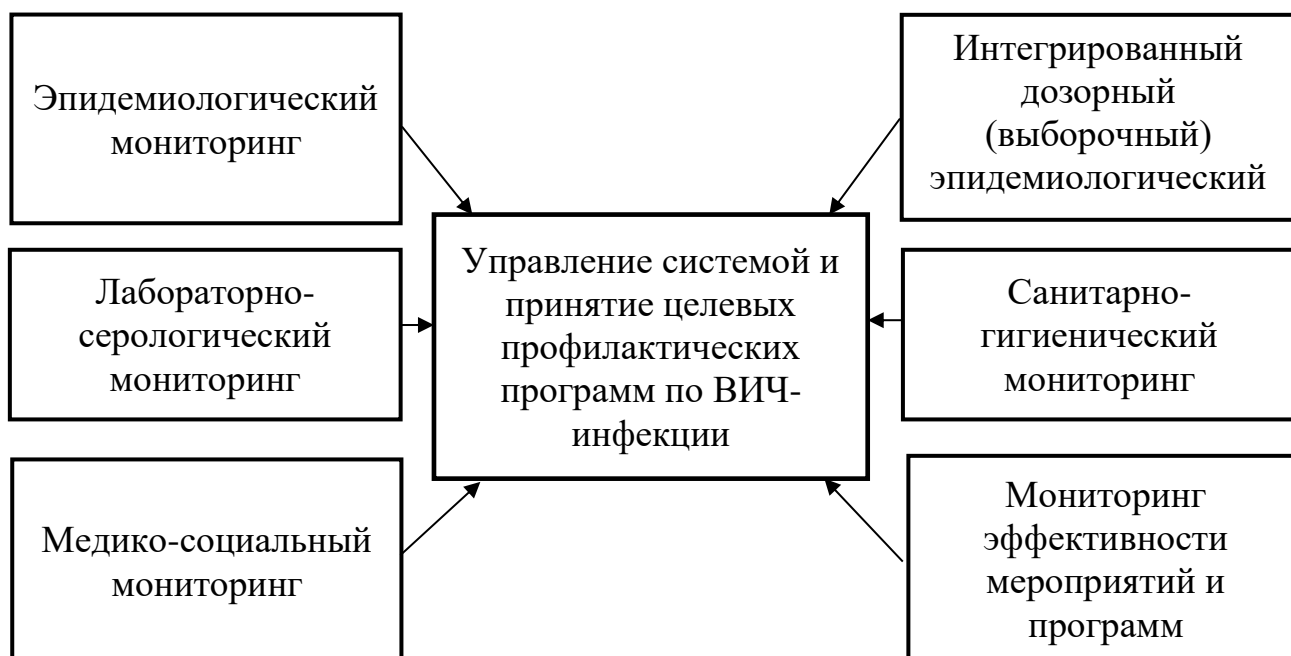 Эпидемиологический
мониторинг
Лабораторно-
серологический
мониторинг
Медико-социальный
мониторинг
Управление системой и
принятие целевых
профилактических
программ по ВИЧ-
инфекции
Интегрированный
дозорный
(выборочный)
эпидемиологический
Санитарно-
гигиенический
мониторинг
Мониторинг
эффективности
мероприятий и
программ